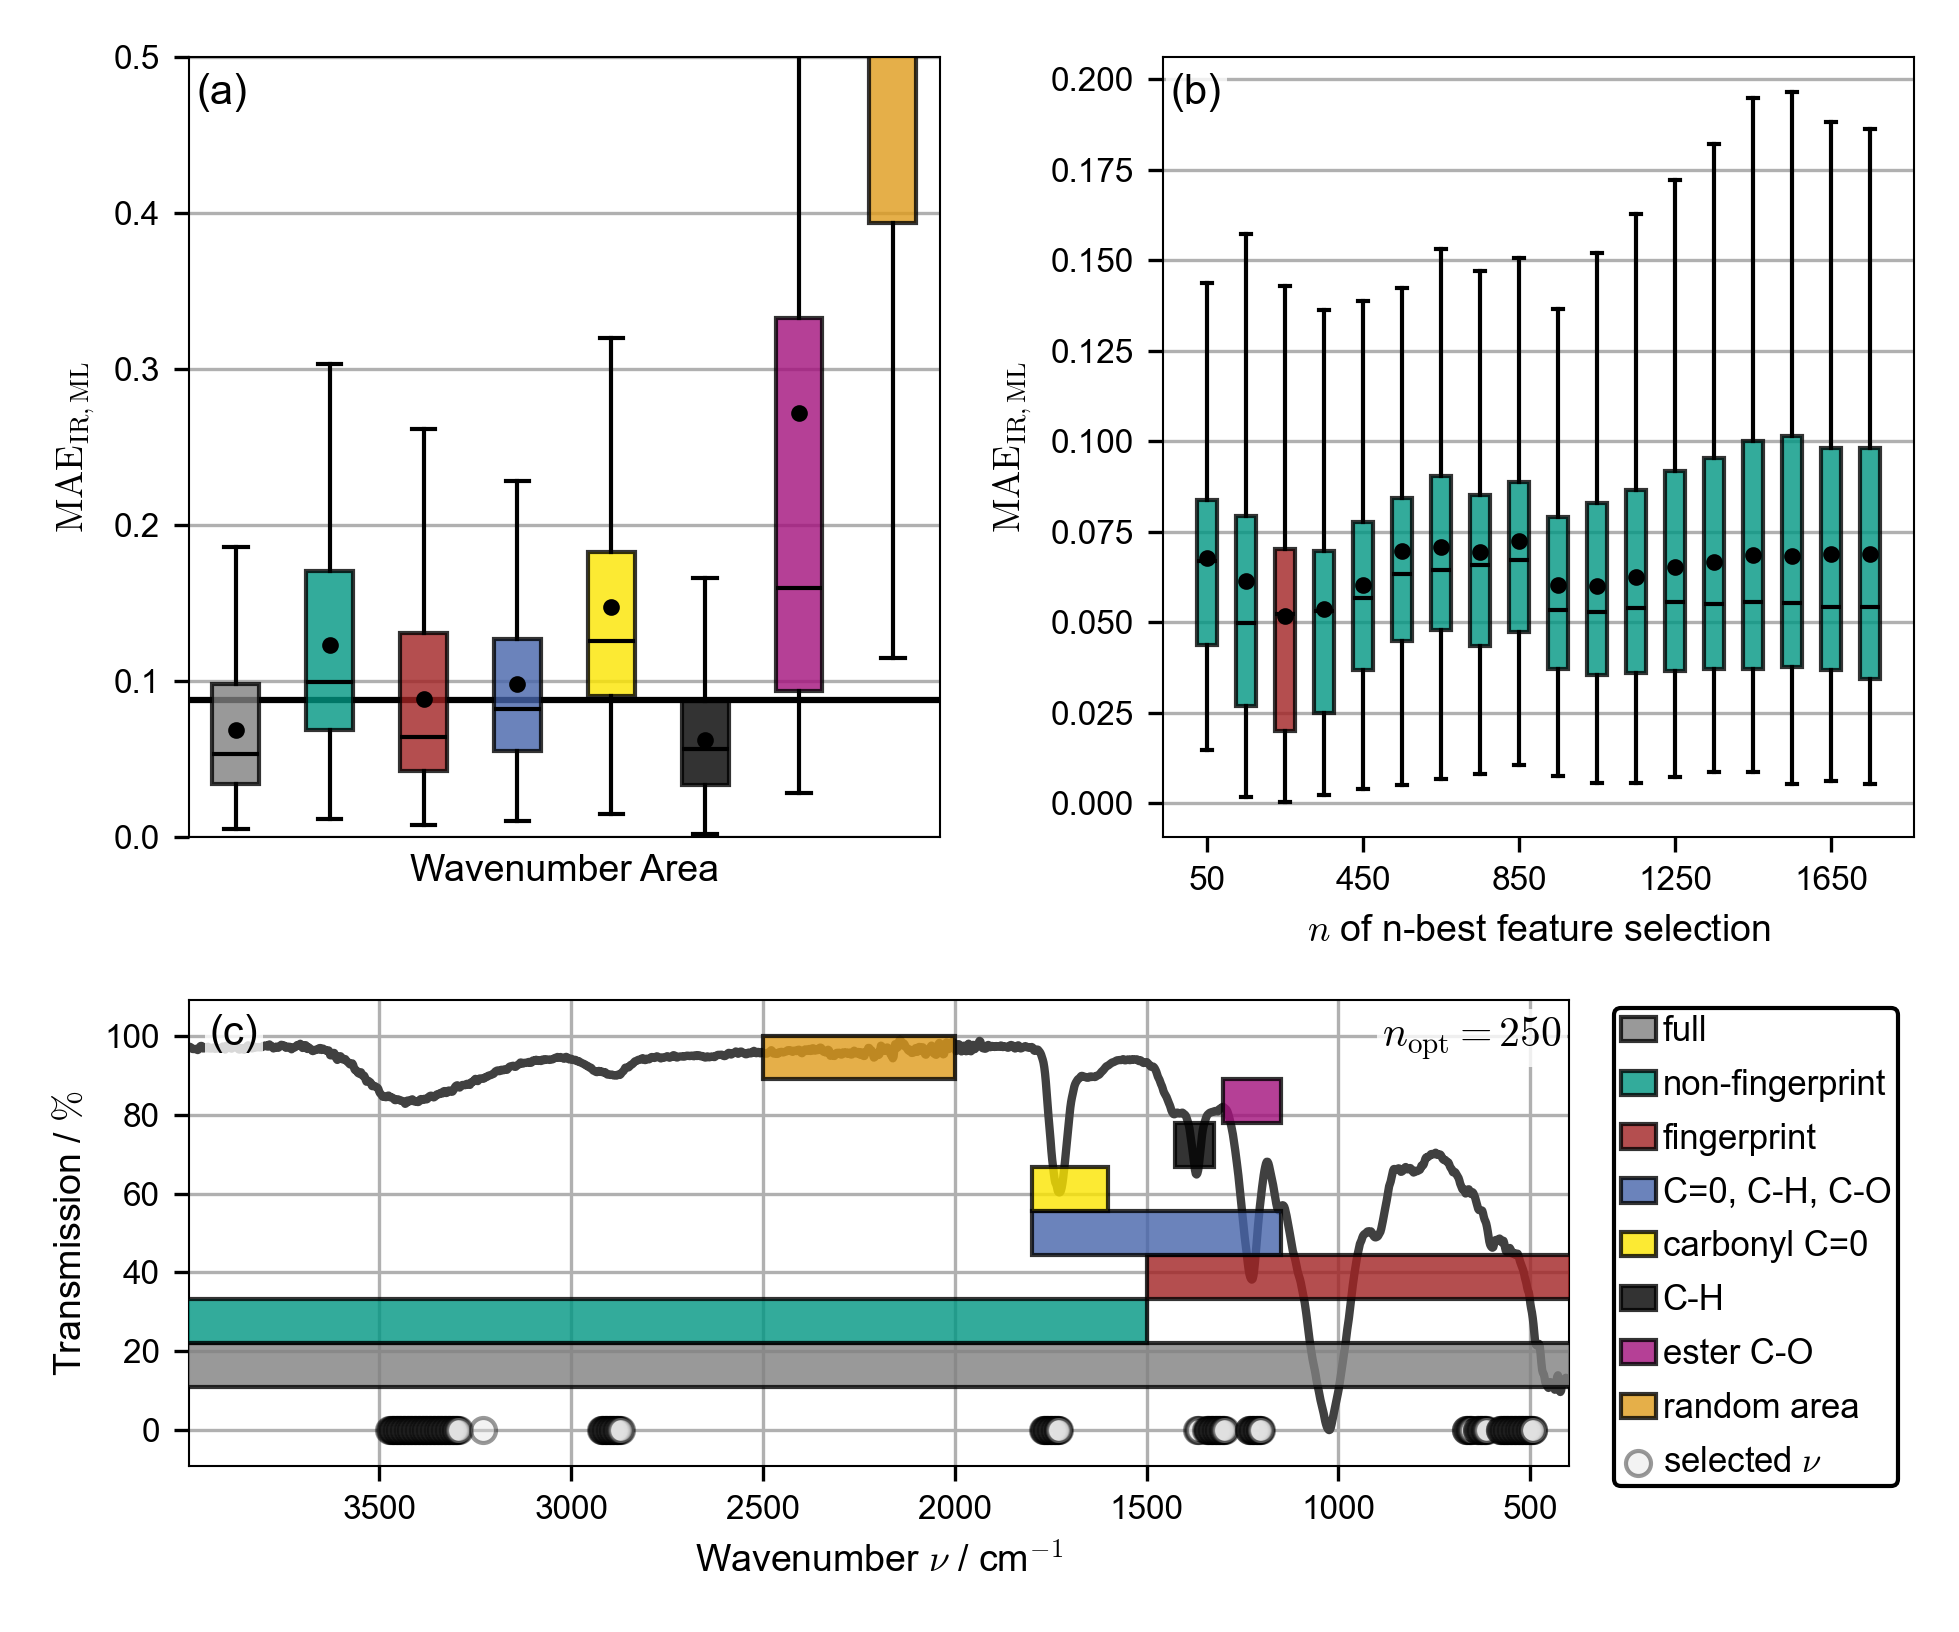 (a)
0.5
0.4
0.3
0.2
0.1
0.0
MAE_IR, ML
Wavenumber Area
(b)
0.200
0.175
0.150
0.125
0.100
0.075
0.050
0.025
0.000
MAE_IR, ML
50 450 850 1250 1650
n of n-best feature selection
(c)
n_opt = 250
100
80
60
40
20
0
Transmission / %
3500 3000 2500 2000 1500 1000 500
Wavenumber ν / cm⁻¹
full
non-fingerprint
fingerprint
C=0, C-H, C-O
carbonyl C=0
C-H
ester C-O
random area
selected ν